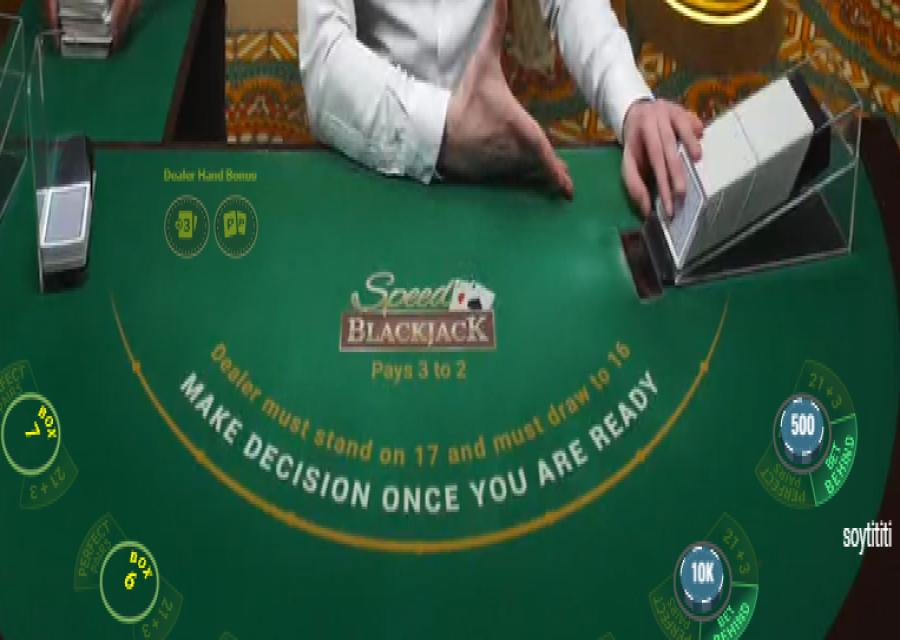 Dealer Hand Bonus
Speed
BLACKJACK
Pays 3 to 2
Dealer must stand on 17 and must draw to 16
MAKE DECISION ONCE YOU ARE READY
PERFECT
BOX
7
21+3
PERFECT
PAIRS
BOX
6
21+3
21+3
500
BET
BEHIND
PERFECT
PAIRS
soytititi
21+3
10K
BET
BEHIND
PERFECT
PAIRS